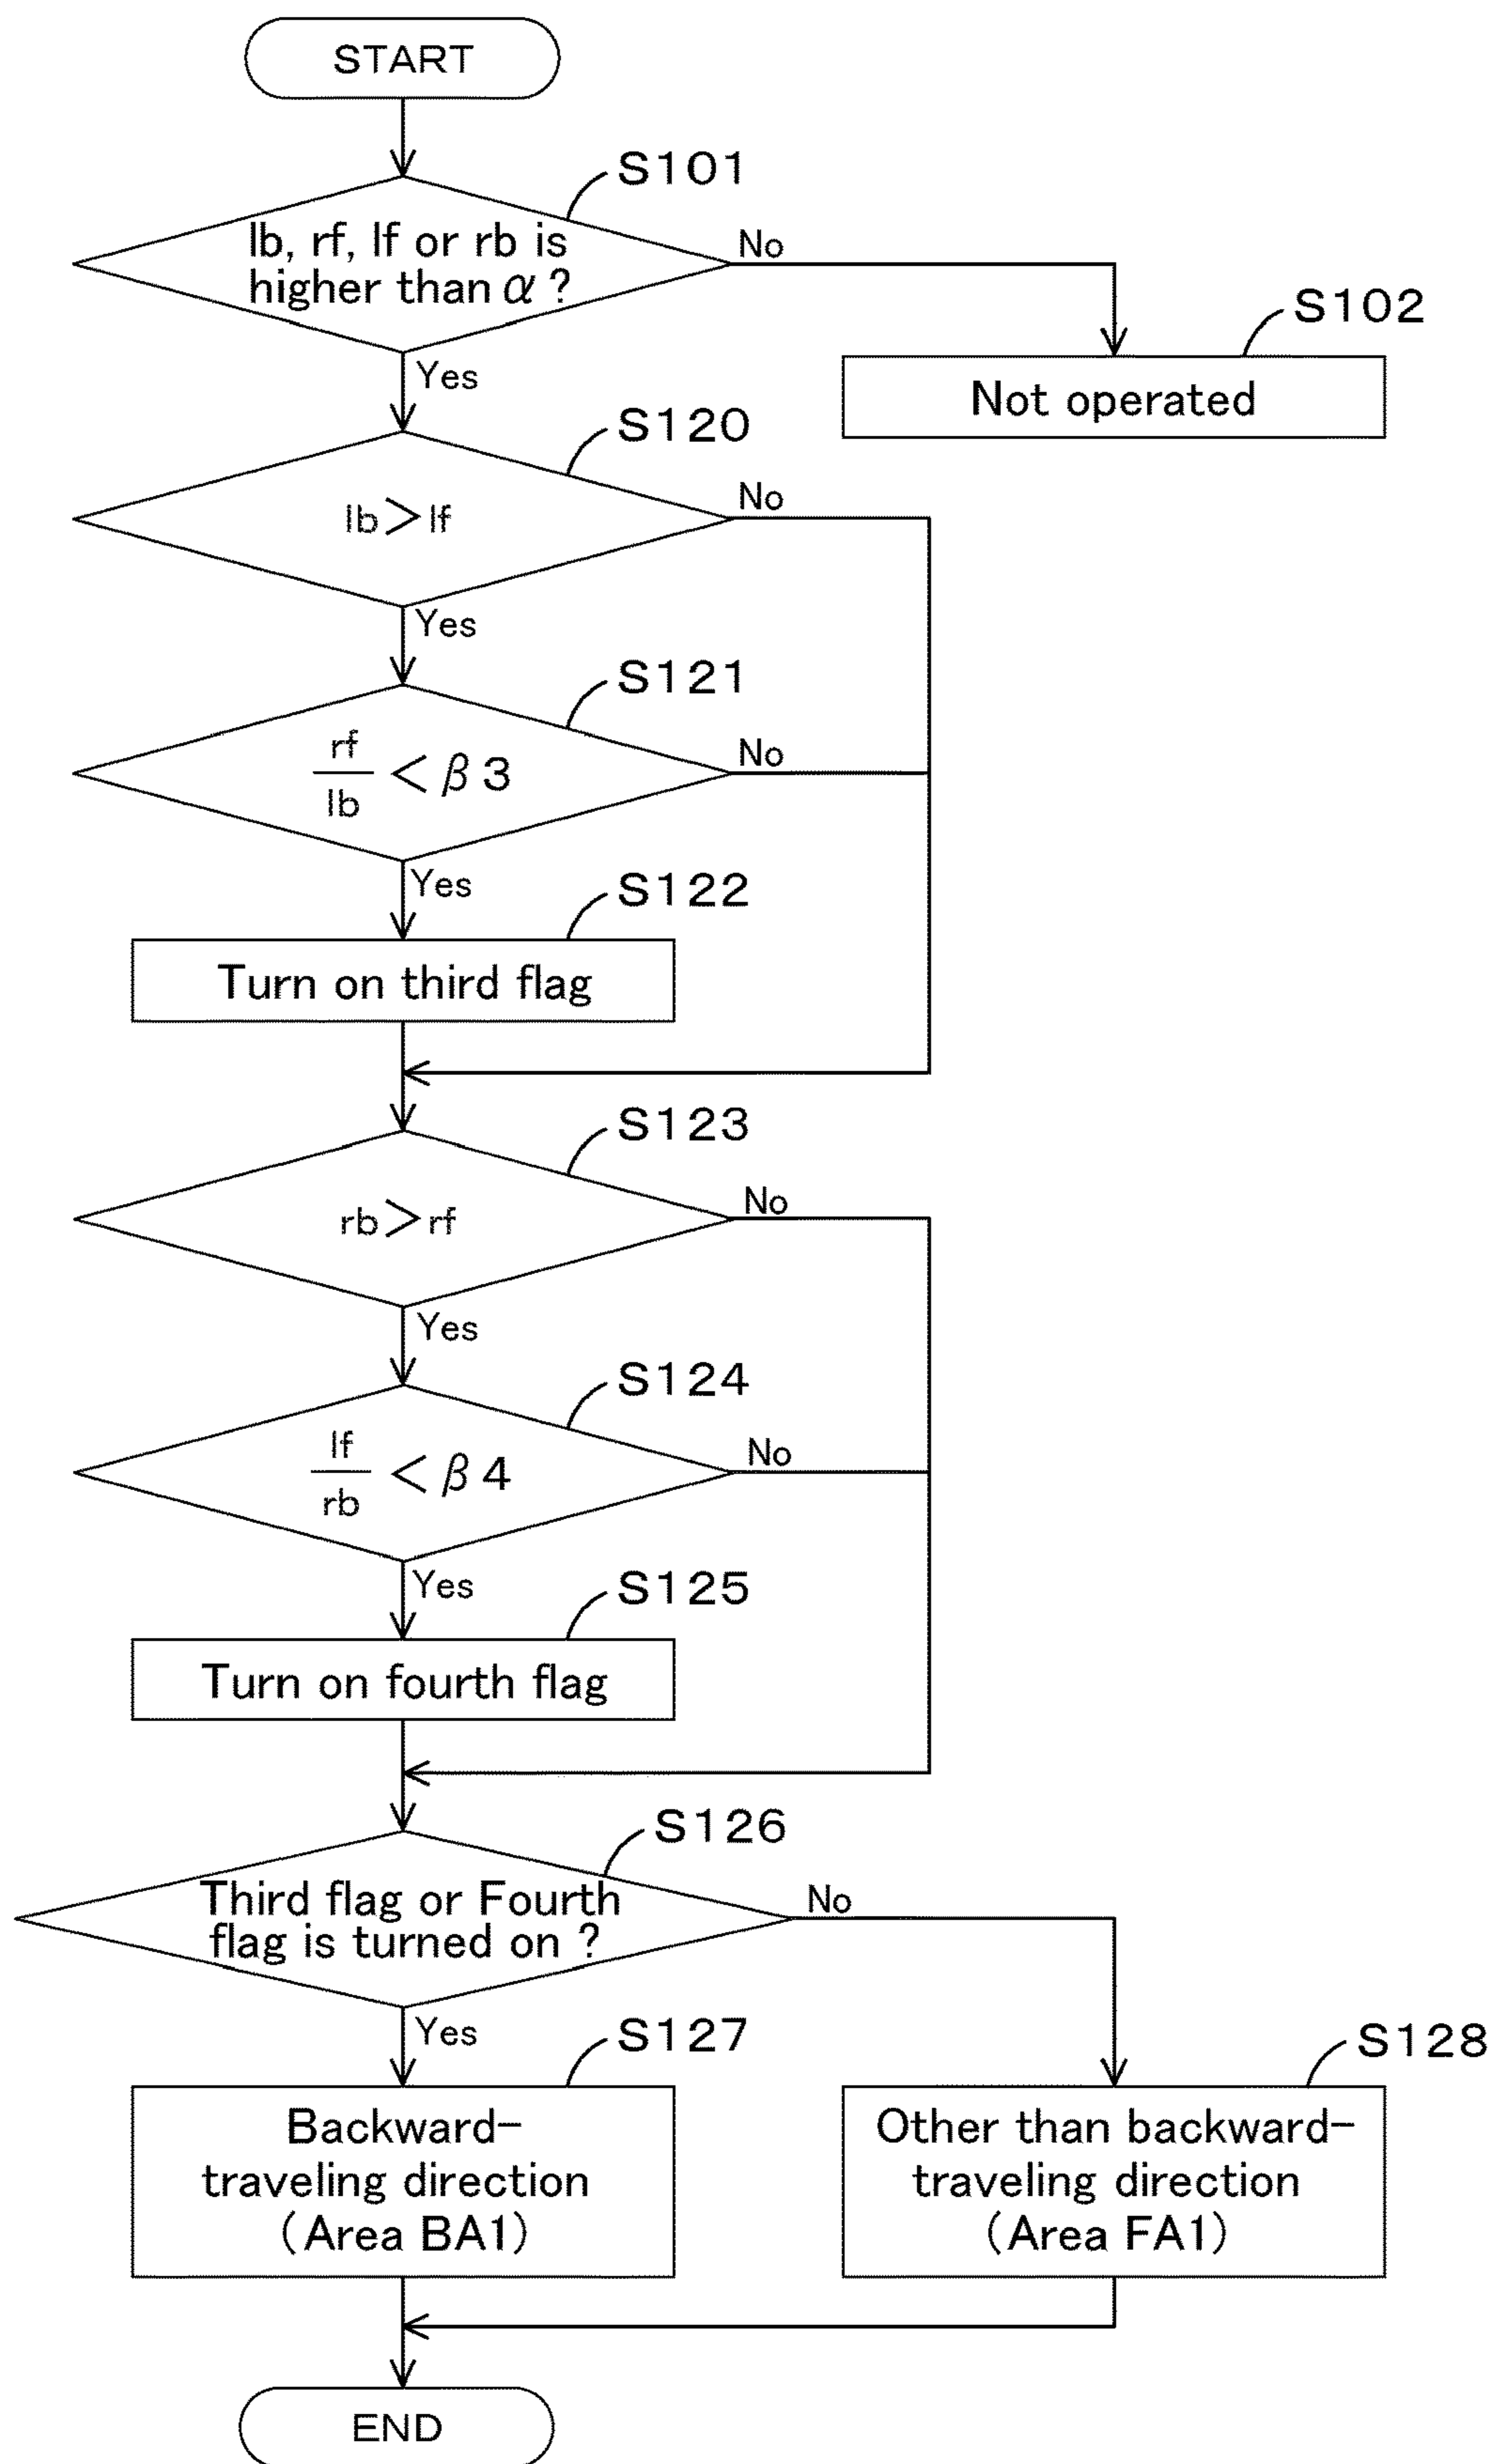 START
S101
lb, rf, lf or rb is
higher than α ?
No
S102
Not operated
Yes
S120
lb > lf
No
Yes
S121
rf
lb
< β 3
No
Yes
S122
Turn on third flag
S123
rb > rf
No
Yes
S124
lf
rb
< β 4
No
Yes
S125
Turn on fourth flag
S126
Third flag or Fourth
flag is turned on ?
No
Yes
S127
Backward-
traveling direction
(Area BA1)
S128
Other than backward-
traveling direction
(Area FA1)
END